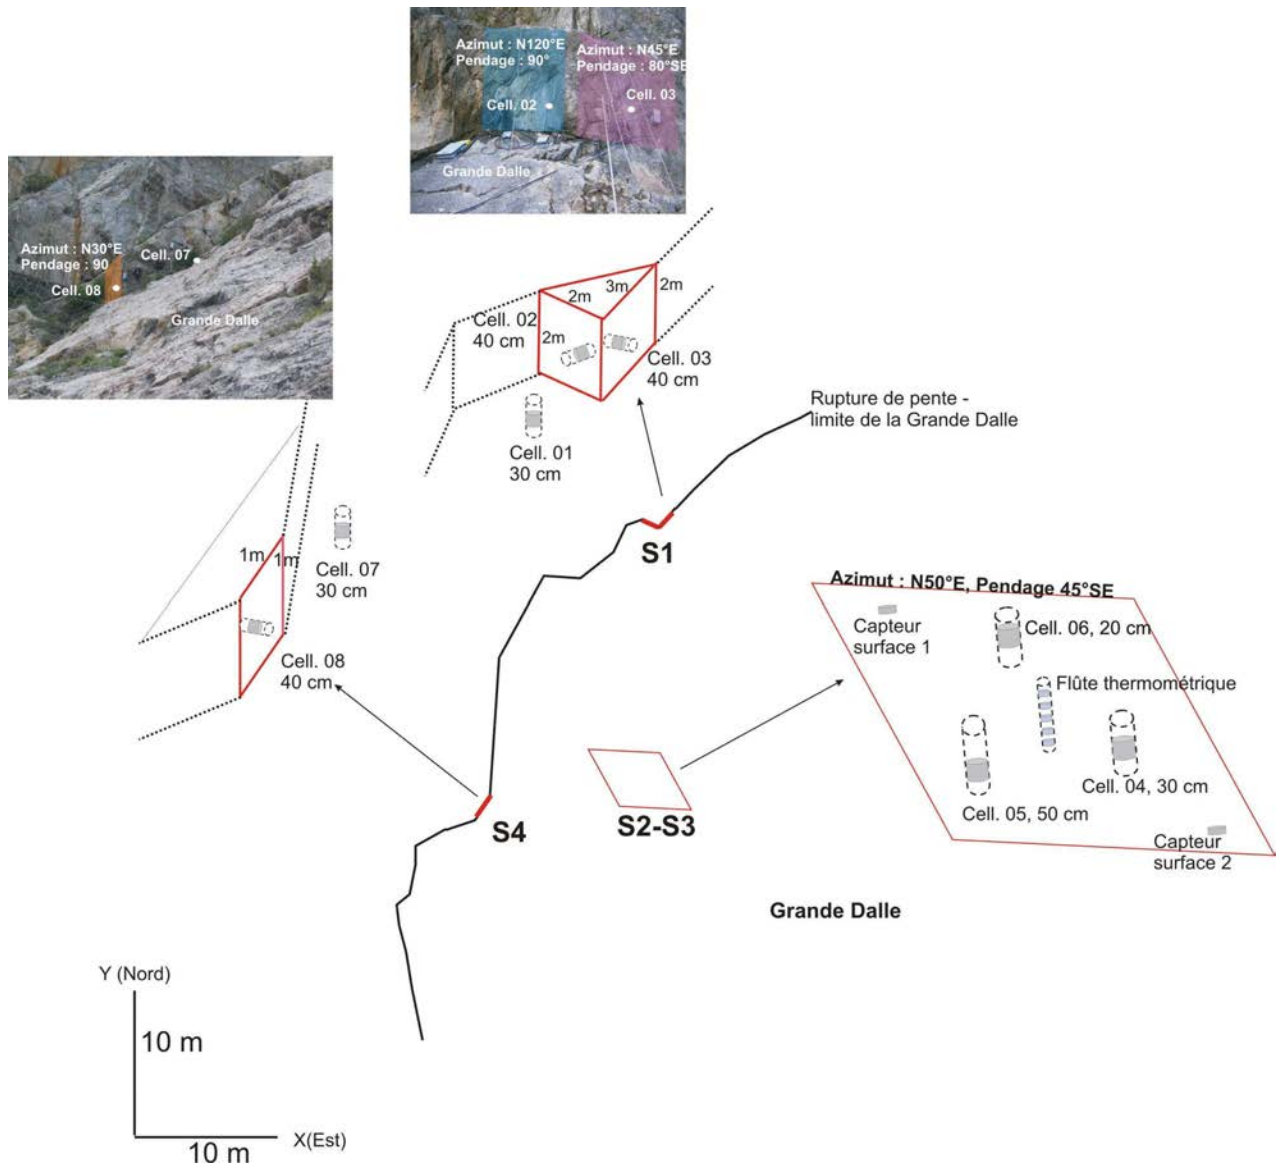 Azimut : N120°E
Pendage : 90°
Azimut : N45°E
Pendage : 80°SE
Cell. 02
Cell. 03
Grande Dalle
Azimut : N30°E
Pendage : 90
Cell. 07
Cell. 08
Grande Dalle
3m
2m
2m
Cell. 02
40 cm
2m
Cell. 03
40 cm
Cell. 01
30 cm
Rupture de pente -
limite de la Grande Dalle
S1
1m
1m
Cell. 07
30 cm
Cell. 08
40 cm
Azimut : N50°E, Pendage 45°SE
Capteur
surface 1
Cell. 06, 20 cm
Flûte thermométrique
Cell. 04, 30 cm
Cell. 05, 50 cm
Capteur
surface 2
S4
S2-S3
Grande Dalle
Y (Nord)
10 m
X(Est)
10 m